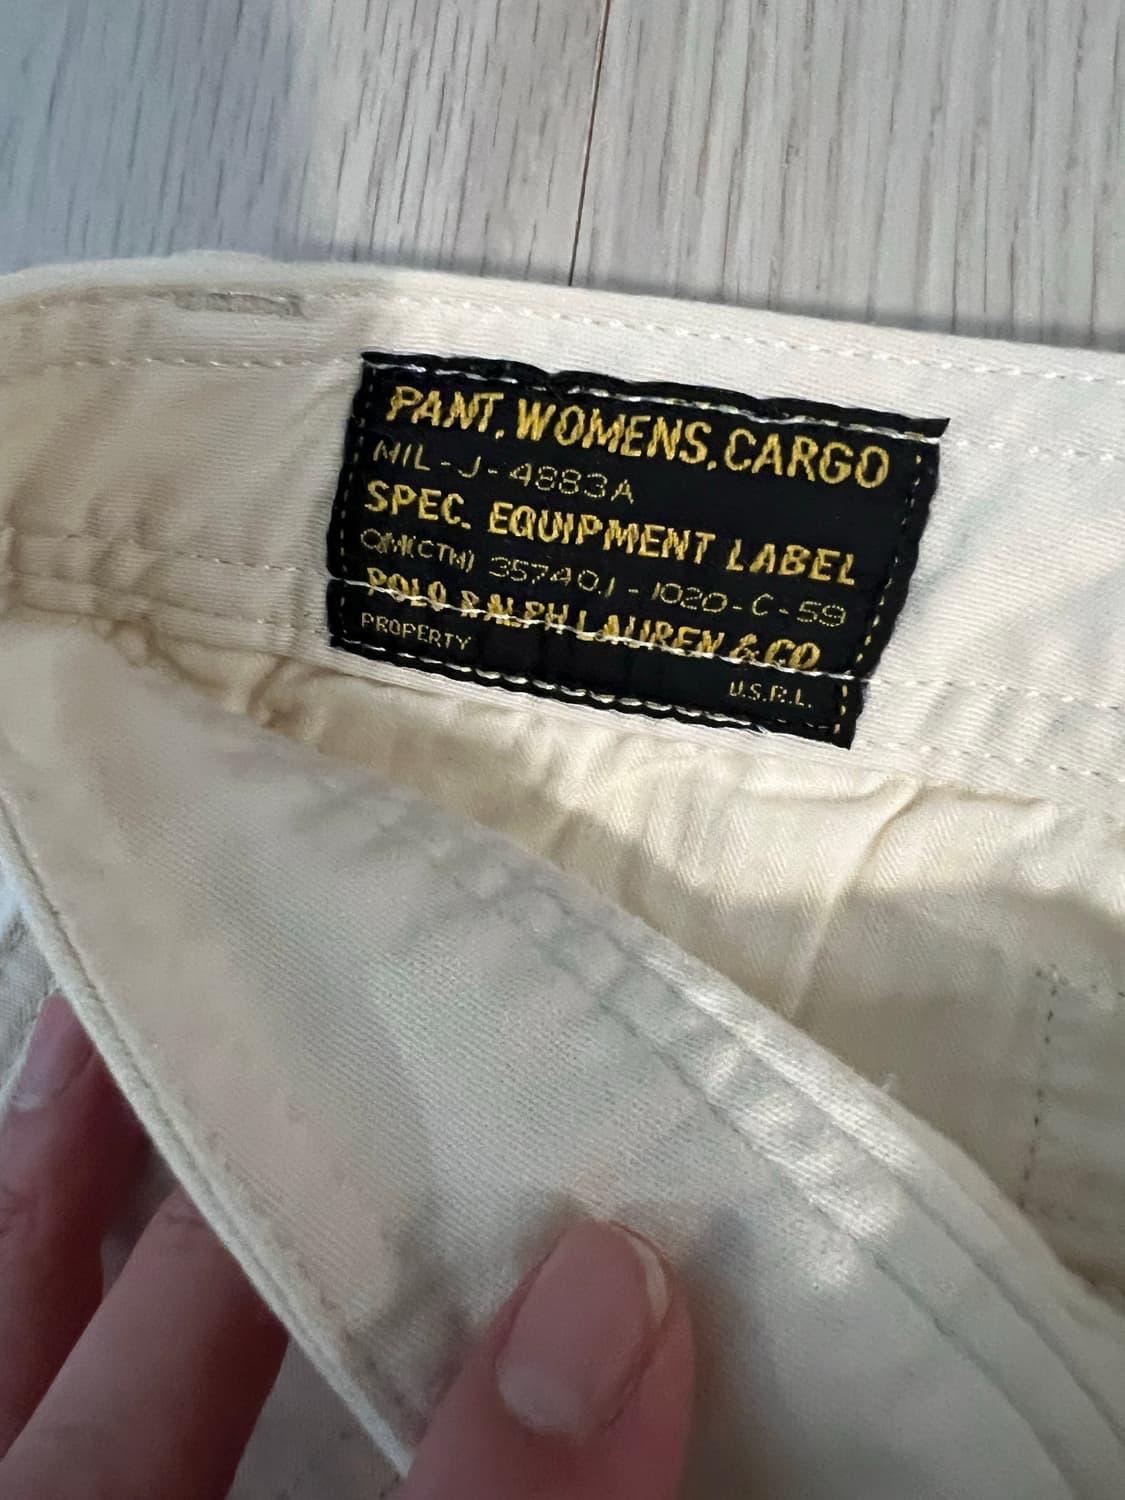 PANT, WOMENS, CARGO
MIL-J-4883A
SPEC. EQUIPMENT LABEL
QM(CTM) 35740.1-1020-C-59
POLO RALPH LAUREN & CO
PROPERTY
U.S.R.L.